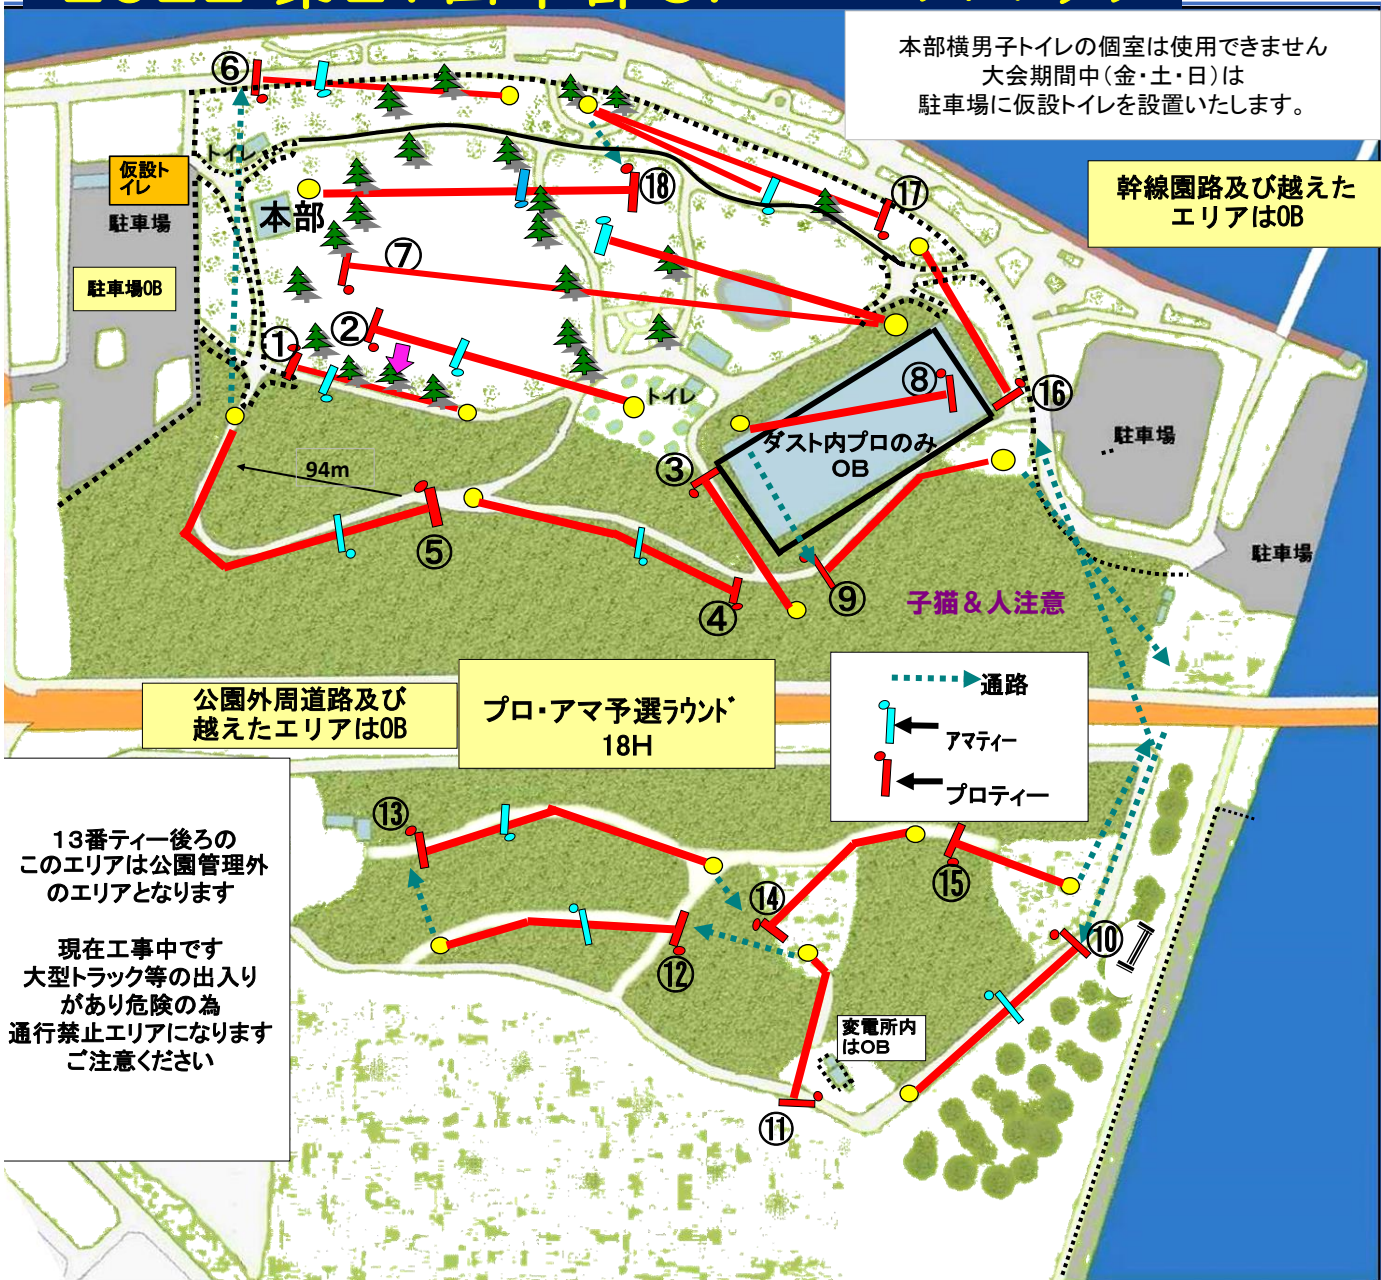 本部横男子トイレの個室は使用できません
大会期間中(金・土・日)は
駐車場に仮設トイレを設置いたします。
幹線園路及び越えた
エリアはOB
⑥
トイレ
仮設ト
イレ
駐車場
本部
⑱
⑰
駐車場OB
⑦
①
②
トイレ
⑧
⑯
ダスト内プロのみ
OB
駐車場
94m
③
⑤
駐車場
④
⑨
子猫&人注意
公園外周道路及び
越えたエリアはOB
プロ・アマ予選ラウンド
18H
通路
アマティー
プロティー
13番ティー後ろの
このエリアは公園管理外
のエリアとなります
現在工事中です
大型トラック等の出入り
があり危険の為
通行禁止エリアになります
ご注意ください
⑬
⑭
⑮
⑩
⑫
変電所内
はOB
⑪